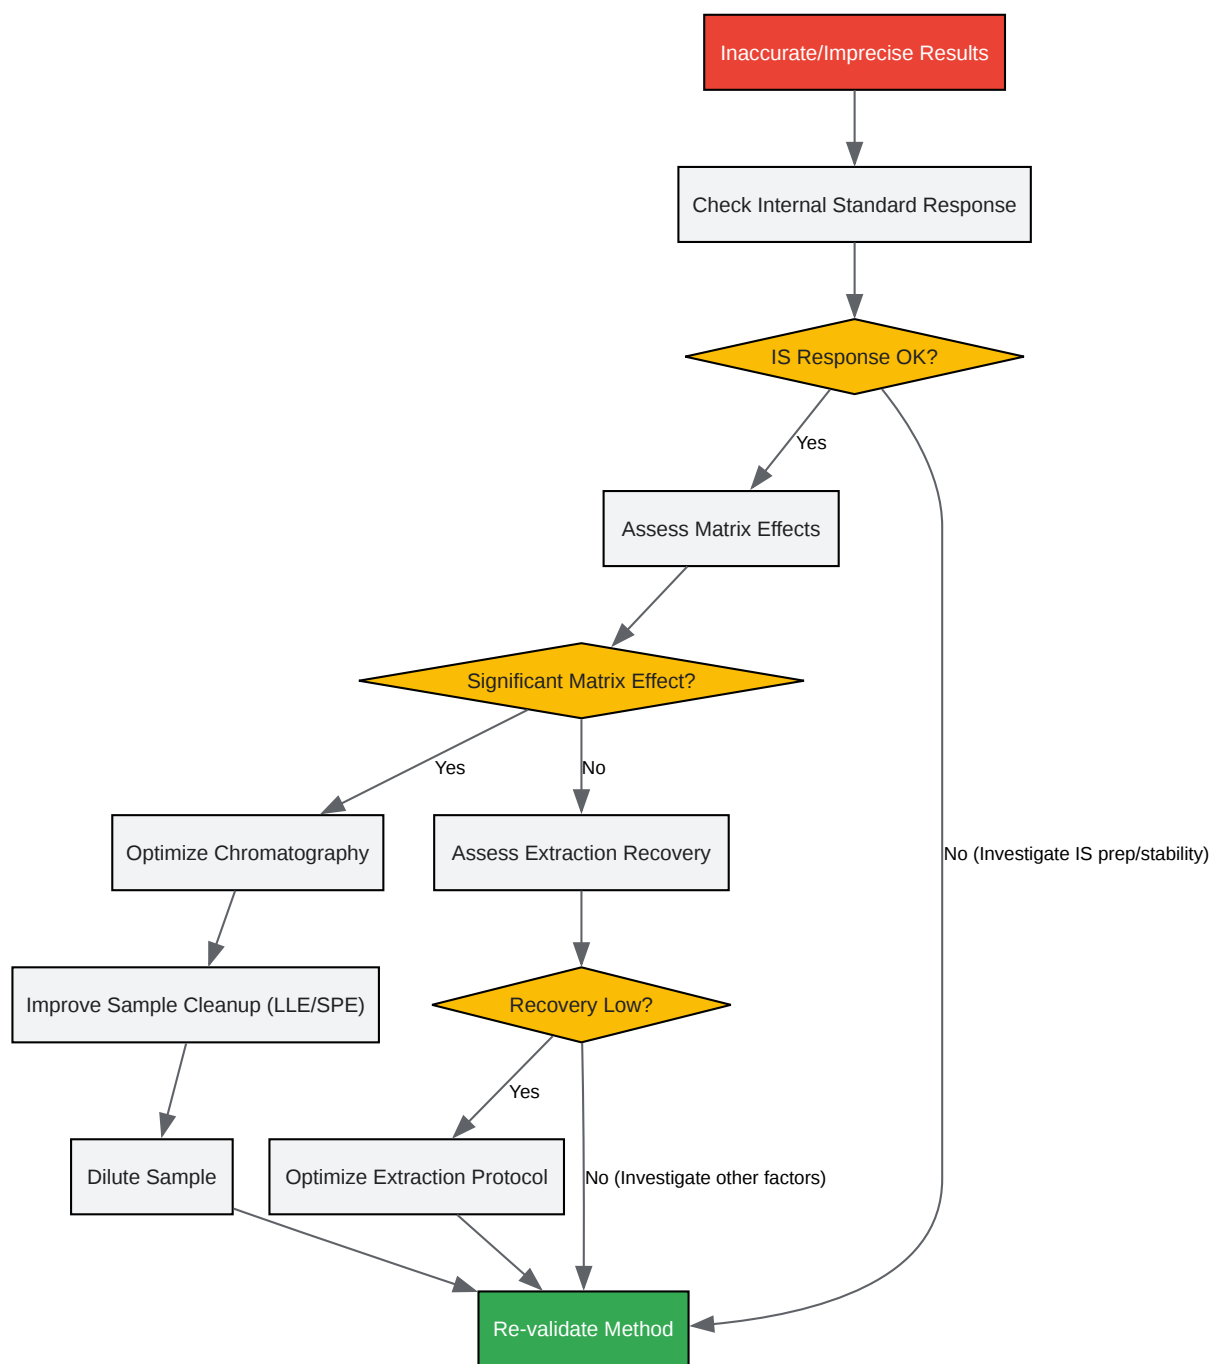 Inaccurate/Imprecise Results
Check Internal Standard Response
IS Response OK?
Yes
Assess Matrix Effects
Significant Matrix Effect?
Yes
No
Optimize Chromatography
Assess Extraction Recovery
No (Investigate IS prep/stability)
Improve Sample Cleanup (LLE/SPE)
Recovery Low?
Yes
Dilute Sample
Optimize Extraction Protocol
No (Investigate other factors)
Re-validate Method